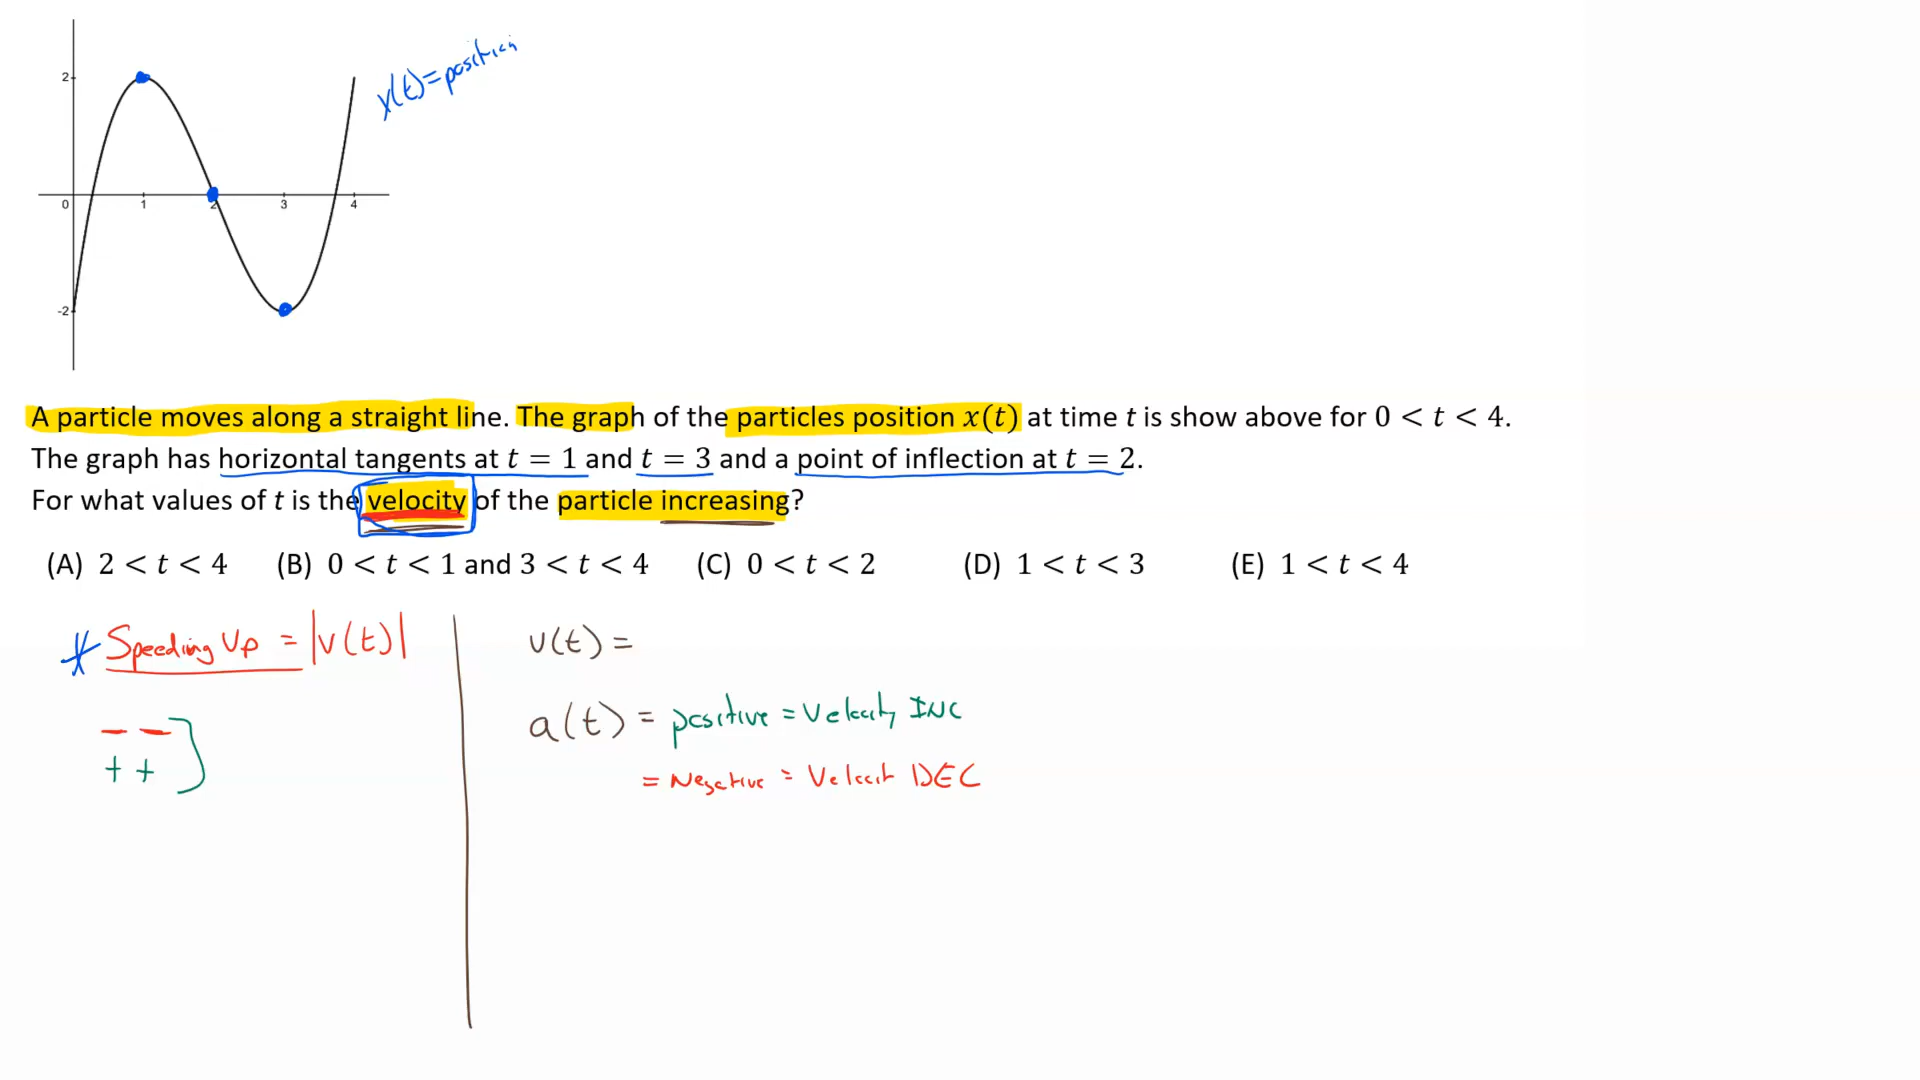 2
x(t)=position
0 1 2 3 4
-2
A particle moves along a straight line. The graph of the particles position x(t) at time t is show above for 0 < t < 4.
The graph has horizontal tangents at t = 1 and t = 3 and a point of inflection at t = 2.
For what values of t is the velocity of the particle increasing?
(A) 2 < t < 4 (B) 0 < t < 1 and 3 < t < 4 (C) 0 < t < 2 (D) 1 < t < 3 (E) 1 < t < 4
* Speeding Up = |v(t)|
v(t) =
a(t) = positive = Velocity INC
- -
+ +
= Negative = Velocit DEC